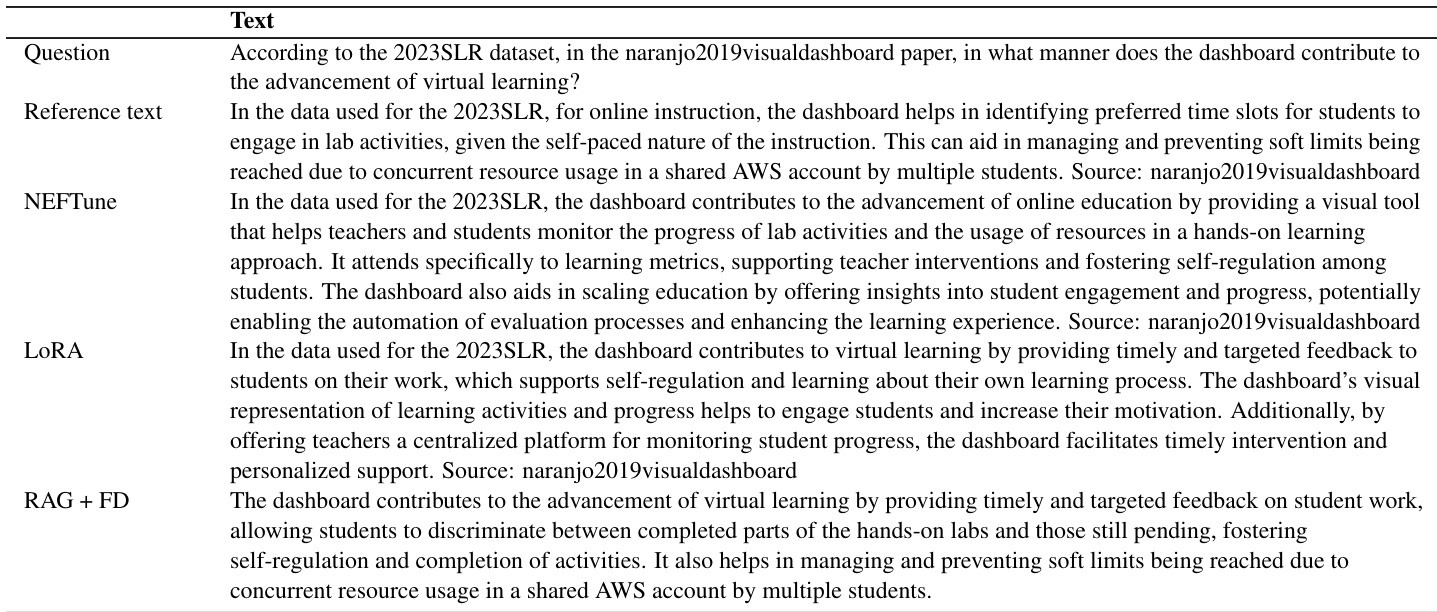 Text
Question According to the 2023SLR dataset, in the naranjo2019visualdashboard paper, in what manner does the dashboard contribute to
the advancement of virtual learning?
Reference text In the data used for the 2023SLR, for online instruction, the dashboard helps in identifying preferred time slots for students to
engage in lab activities, given the self-paced nature of the instruction. This can aid in managing and preventing soft limits being
reached due to concurrent resource usage in a shared AWS account by multiple students. Source: naranjo2019visualdashboard
NEFTune In the data used for the 2023SLR, the dashboard contributes to the advancement of online education by providing a visual tool
that helps teachers and students monitor the progress of lab activities and the usage of resources in a hands-on learning
approach. It attends specifically to learning metrics, supporting teacher interventions and fostering self-regulation among
students. The dashboard also aids in scaling education by offering insights into student engagement and progress, potentially
enabling the automation of evaluation processes and enhancing the learning experience. Source: naranjo2019visualdashboard
LoRA In the data used for the 2023SLR, the dashboard contributes to virtual learning by providing timely and targeted feedback to
students on their work, which supports self-regulation and learning about their own learning process. The dashboard's visual
representation of learning activities and progress helps to engage students and increase their motivation. Additionally, by
offering teachers a centralized platform for monitoring student progress, the dashboard facilitates timely intervention and
personalized support. Source: naranjo2019visualdashboard
RAG + FD The dashboard contributes to the advancement of virtual learning by providing timely and targeted feedback on student work,
allowing students to discriminate between completed parts of the hands-on labs and those still pending, fostering
self-regulation and completion of activities. It also helps in managing and preventing soft limits being reached due to
concurrent resource usage in a shared AWS account by multiple students.